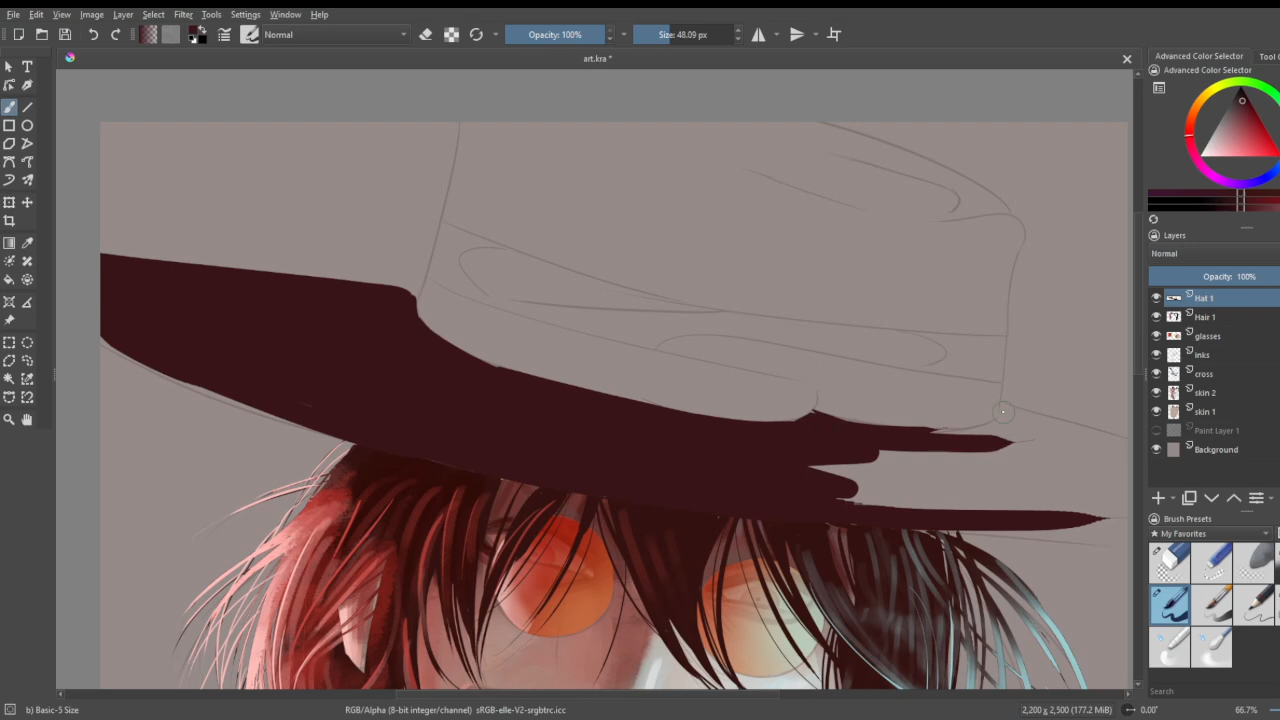 File Edit View Image Layer Select Filter Tools Settings Window Help
Normal
Opacity: 100%
Size: 48.09 px
art.kra *
Advanced Color Selector
Tool
Advanced Color Selector
Layers
Normal
Opacity: 100%
Hat 1
Hair 1
glasses
inks
cross
skin 2
skin 1
Paint Layer 1
Background
Brush Presets
My Favorites
Search
b) Basic-5 Size
RGB/Alpha (8-bit integer/channel) sRGB-elle-V2-srgbtrc.icc
2,200 x 2,500 (177.2 MiB)
0.00°
66.7%